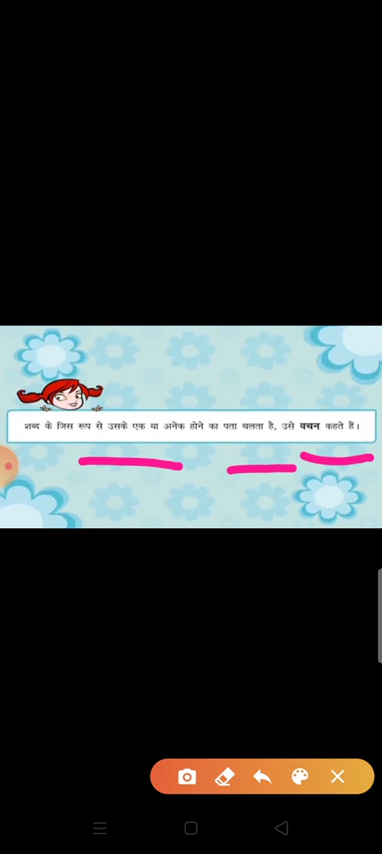 शब्द के जिस रूप से उसके एक या अनेक होने का पता चलता है, उसे वचन कहते हैं।